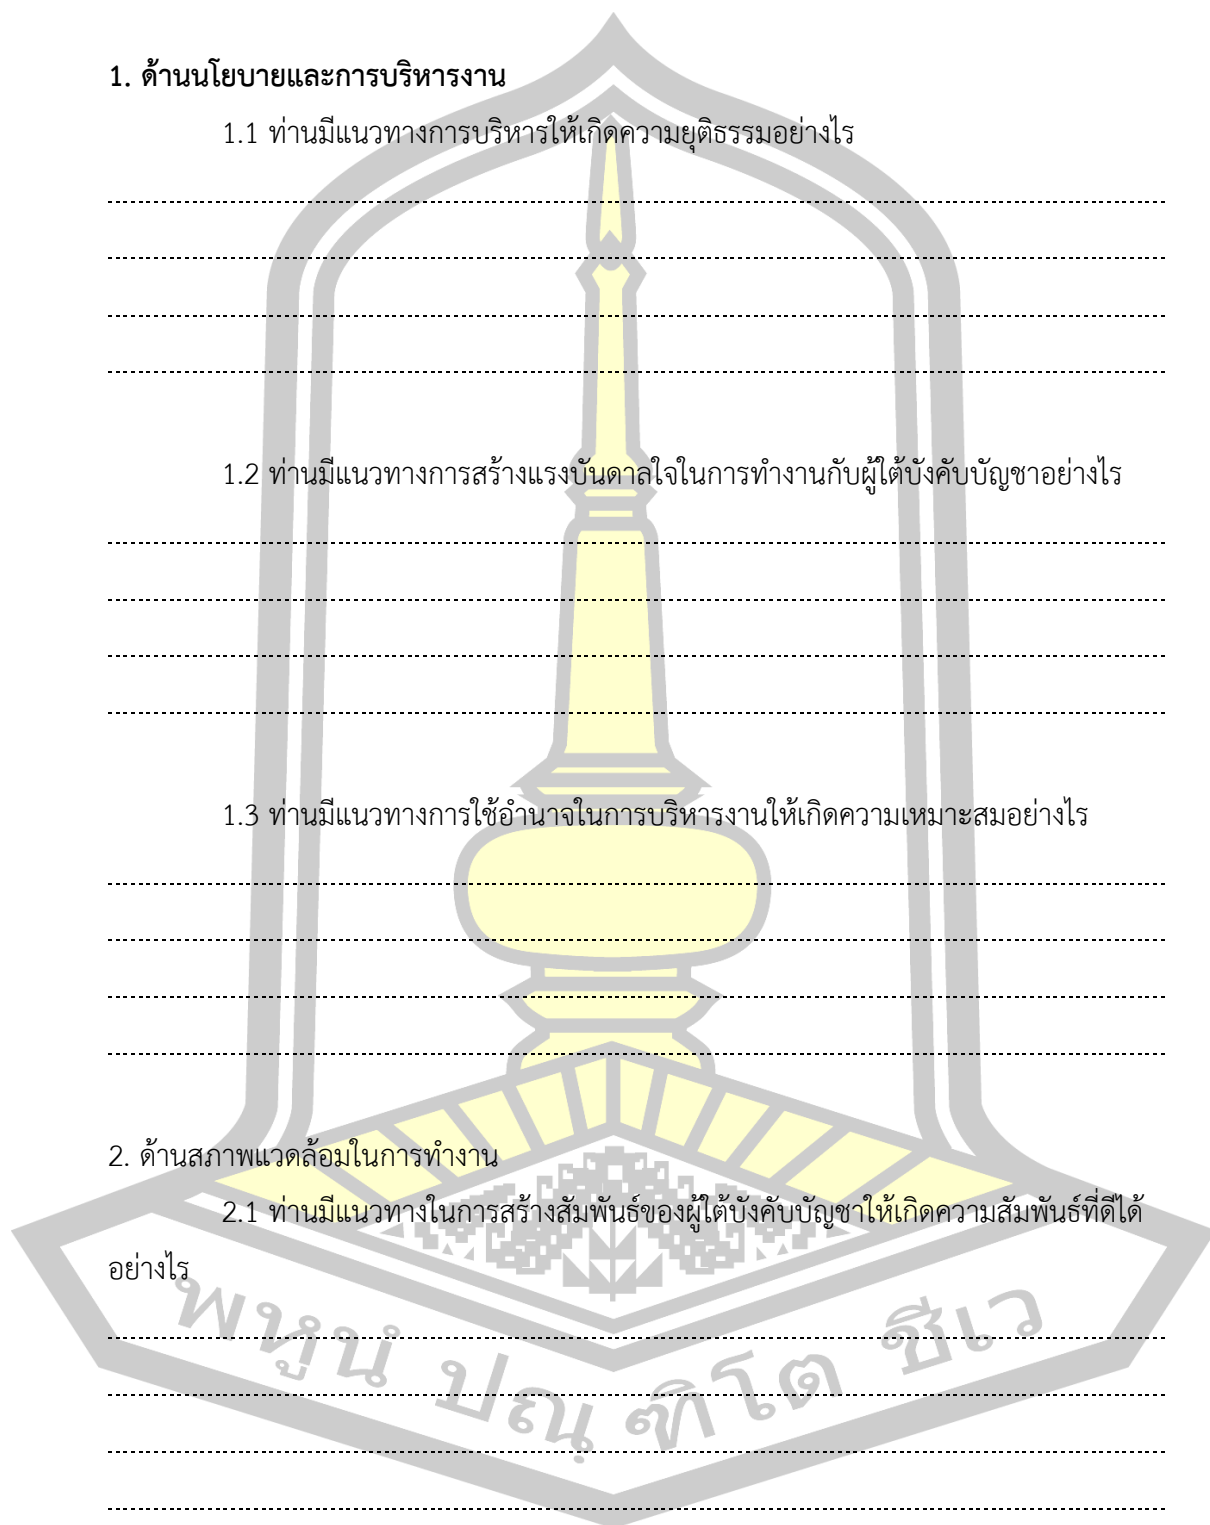 1. ด้านนโยบายและการบริหารงาน
1.1 ท่านมีแนวทางการบริหารให้เกิดความยุติธรรมอย่างไร
1.2 ท่านมีแนวทางการสร้างแรงบันดาลใจในการทำงานกับผู้ใต้บังคับบัญชาอย่างไร
1.3 ท่านมีแนวทางการใช้อำนาจในการบริหารงานให้เกิดความเหมาะสมอย่างไร
2. ด้านสภาพแวดล้อมในการทำงาน
2.1 ท่านมีแนวทางในการสร้างสัมพันธ์ของผู้ใต้บังคับบัญชาให้เกิดความสัมพันธ์ที่ดีได้
อย่างไร
พหูนํ ปณฺฑิโต ชีเว